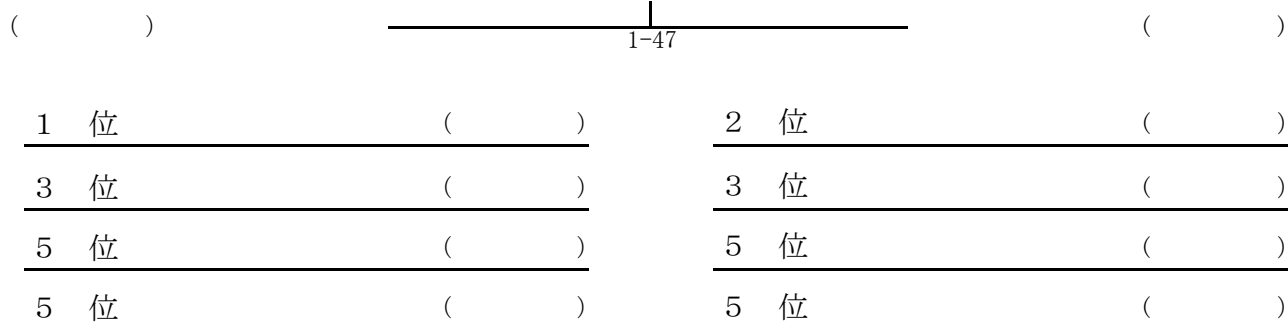 (　　　) 　　　(　　　)
1-47
１　位　(　　　)　２　位　(　　　)
３　位　(　　　)　３　位　(　　　)
５　位　(　　　)　５　位　(　　　)
５　位　(　　　)　５　位　(　　　)